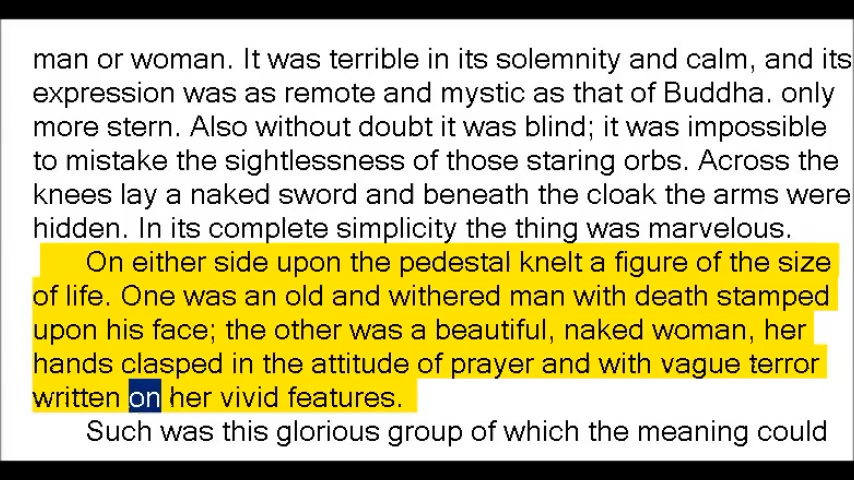 man or woman. It was terrible in its solemnity and calm, and its
expression was as remote and mystic as that of Buddha. only
more stern. Also without doubt it was blind; it was impossible
to mistake the sightlessness of those staring orbs. Across the
knees lay a naked sword and beneath the cloak the arms were
hidden. In its complete simplicity the thing was marvelous.
On either side upon the pedestal knelt a figure of the size
of life. One was an old and withered man with death stamped
upon his face; the other was a beautiful, naked woman, her
hands clasped in the attitude of prayer and with vague terror
written on her vivid features.
Such was this glorious group of which the meaning could